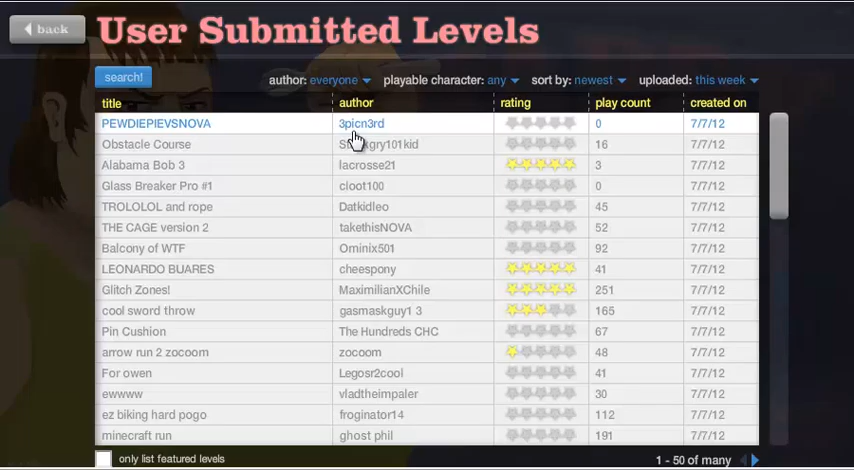 back
User Submitted Levels
search!
author: everyone playable character: any sort by: newest uploaded: this week
title author rating play count created on
PEWDIEPIEVSNOVA 3picn3rd 0 7/7/12
Obstacle Course 16 7/7/12
Alabama Bob 3 lacrosse21 3 7/7/12
Glass Breaker Pro #1 cloot100 0 7/7/12
TROLOLOL and rope Datkidleo 45 7/7/12
THE CAGE version 2 takethisNOVA 52 7/7/12
Balcony of WTF Ominix501 92 7/7/12
LEONARDO BUARES cheespony 41 7/7/12
Glitch Zones! MaximilianXChile 251 7/7/12
cool sword throw gasmaskguy1 3 165 7/7/12
Pin Cushion The Hundreds CHC 67 7/7/12
arrow run 2 zocoom zocoom 48 7/7/12
For owen Legosr2cool 41 7/7/12
ewwww vladtheimpaler 30 7/7/12
ez biking hard pogo froginator14 112 7/7/12
minecraft run ghost phil 191 7/7/12
only list featured levels 1 - 50 of many